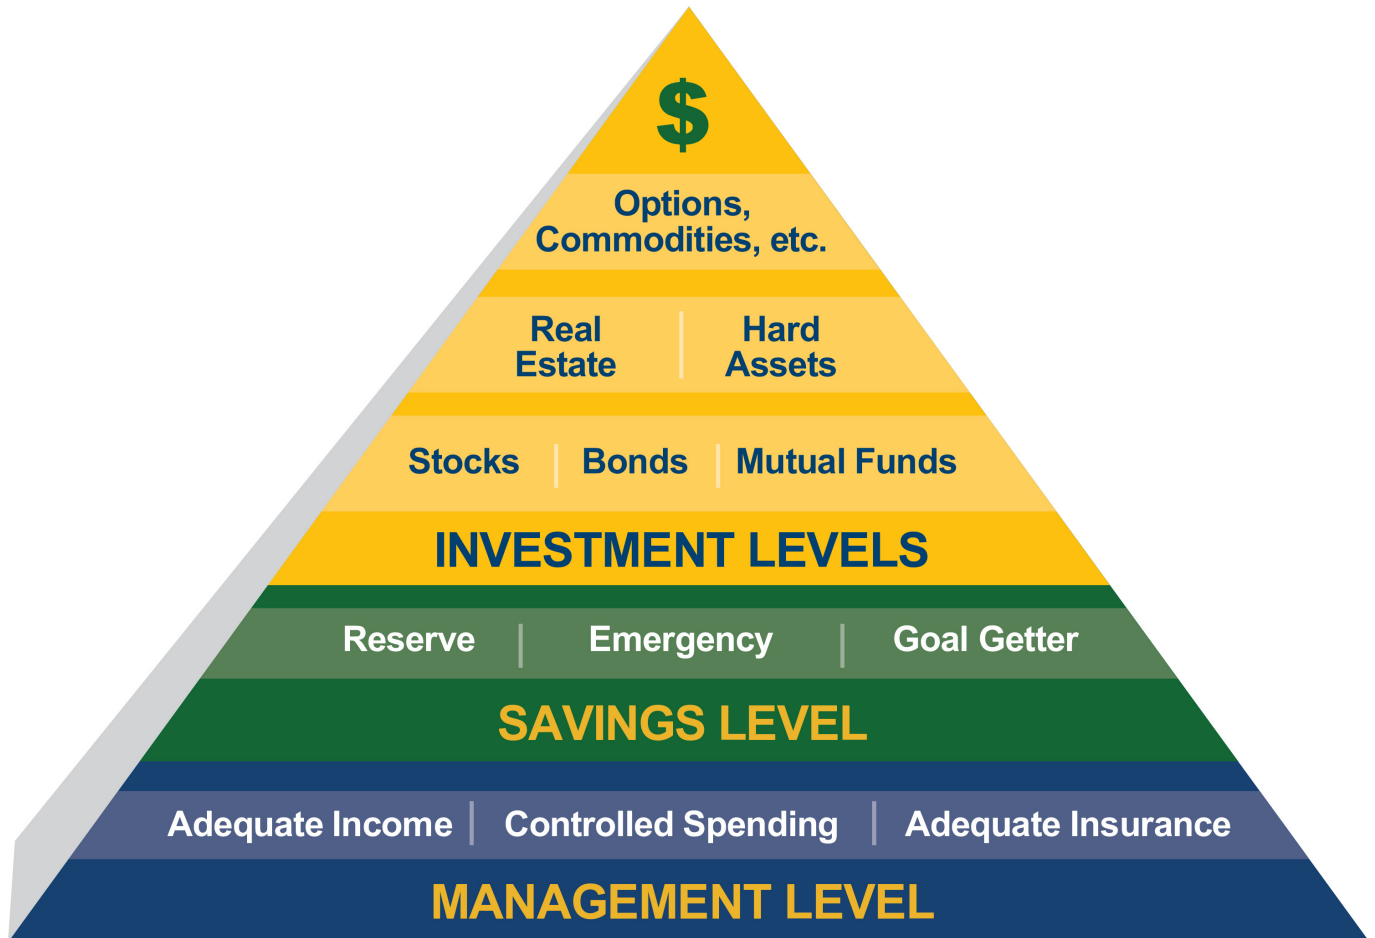 $
Options,
Commodities, etc.
Real Estate
Hard Assets
Stocks | Bonds | Mutual Funds
INVESTMENT LEVELS
Reserve | Emergency | Goal Getter
SAVINGS LEVEL
Adequate Income | Controlled Spending | Adequate Insurance
MANAGEMENT LEVEL